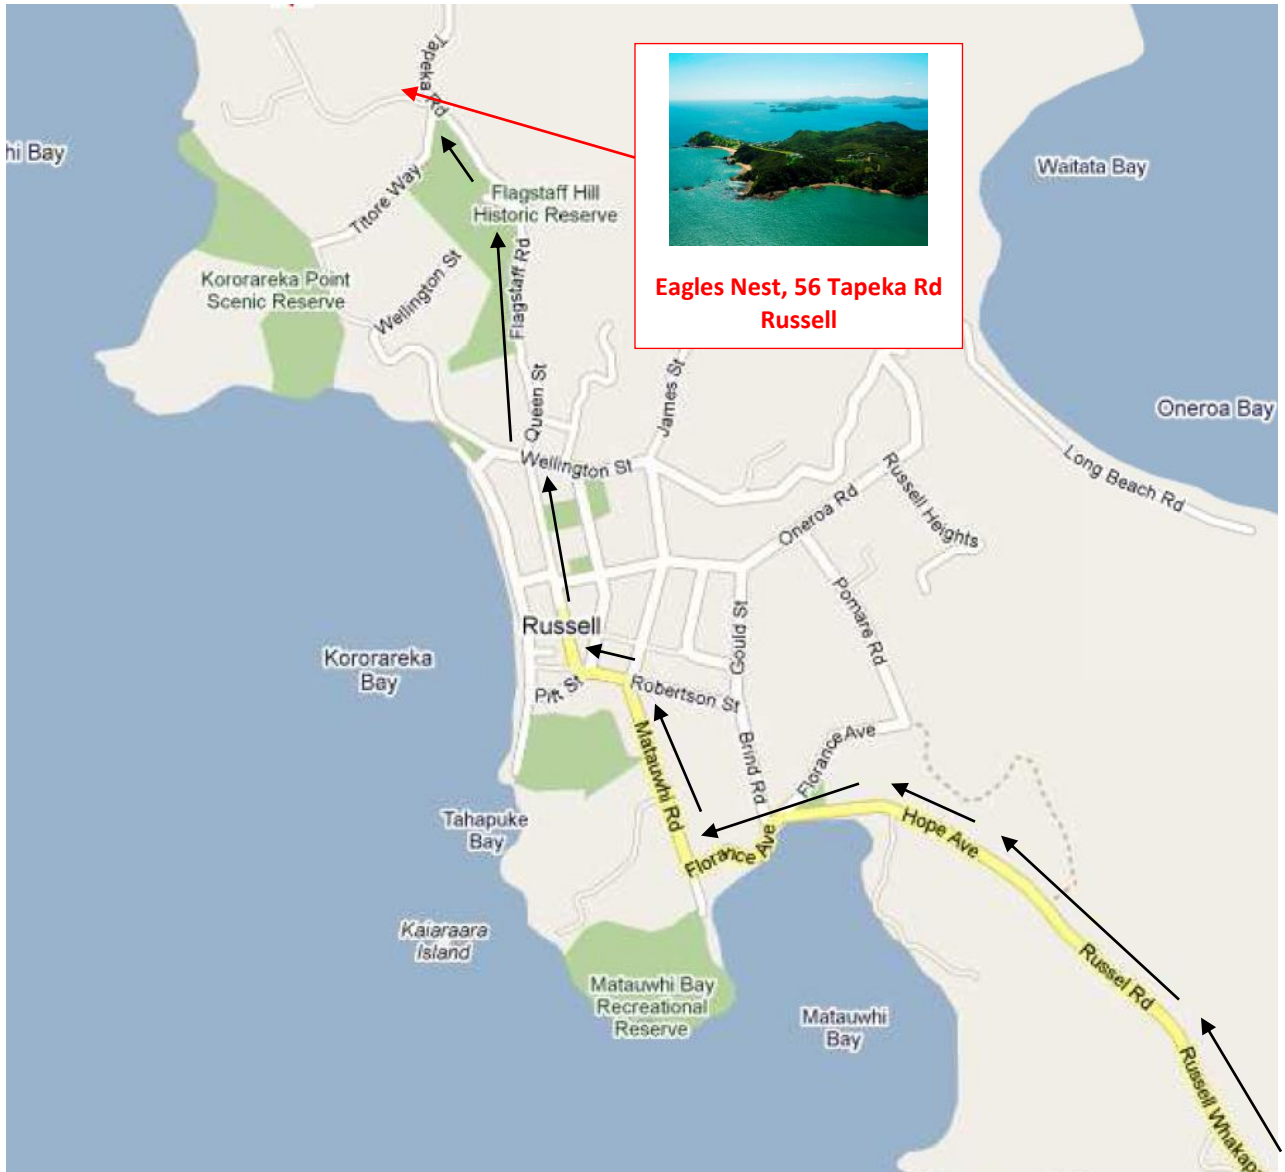 Tapeka Rd
hi Bay
Waitata Bay
Titore Way
Flagstaff Hill
Historic Reserve
Eagles Nest, 56 Tapeka Rd
Russell
Kororareka Point
Scenic Reserve
Wellington St
Flagstaff Rd
Queen St
James St
Oneroa Bay
Wellington St
Long Beach Rd
Russell Heights
Oneroa Rd
Pomare Rd
Russell
Gould St
Kororareka
Bay
Pitt St
Robertson St
Matauwhi Rd
Brind Rd
Florance Ave
Tahapuke
Bay
Hope Ave
Florance Ave
Kaiaraara
Island
Russel Rd
Matauwhi Bay
Recreational
Reserve
Matauwhi
Bay
Russell Whakap